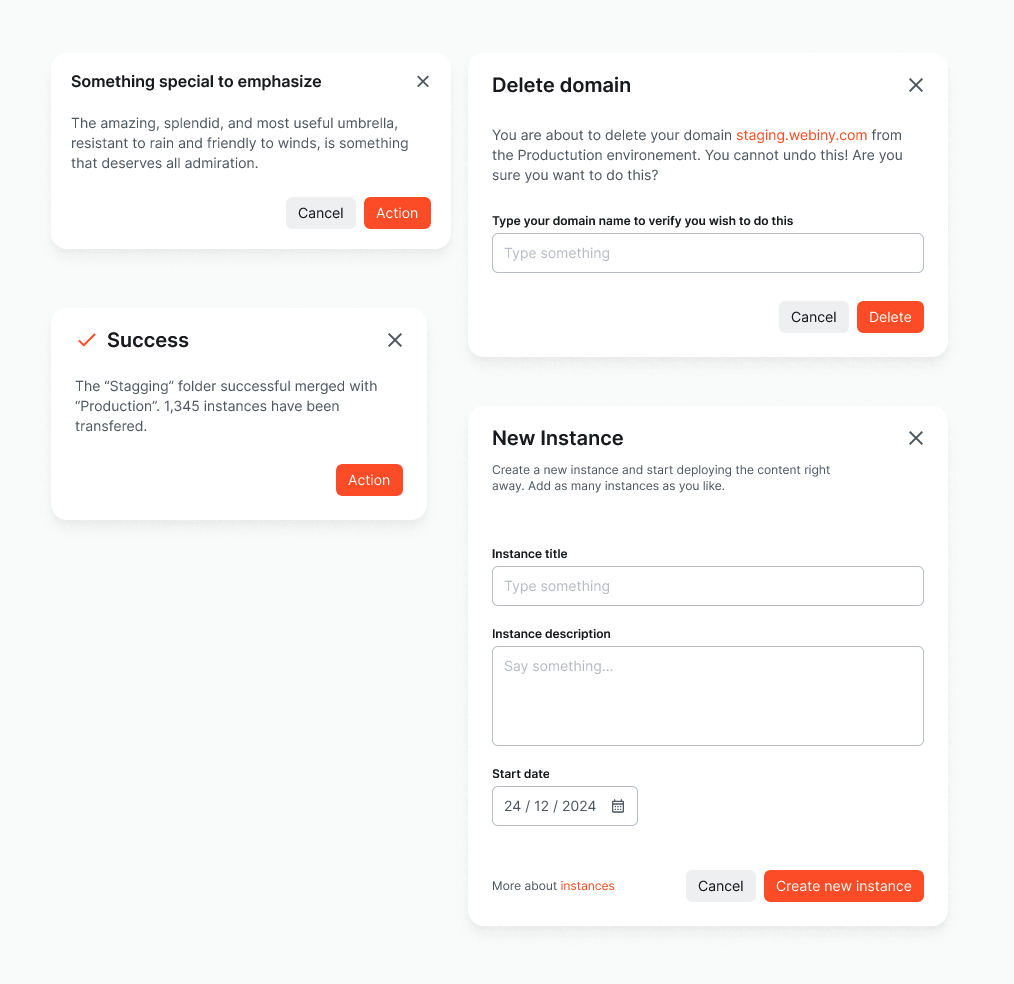 Something special to emphasize
The amazing, splendid, and most useful umbrella,
resistant to rain and friendly to winds, is something
that deserves all admiration.
Cancel
Action
Success
The “Stagging” folder successful merged with
“Production”. 1,345 instances have been
transfered.
Action
Delete domain
You are about to delete your domain staging.webiny.com from
the Productution environement. You cannot undo this! Are you
sure you want to do this?
Type your domain name to verify you wish to do this
Type something
Cancel
Delete
New Instance
Create a new instance and start deploying the content right
away. Add as many instances as you like.
Instance title
Type something
Instance description
Say something...
Start date
24 / 12 / 2024
More about instances
Cancel
Create new instance